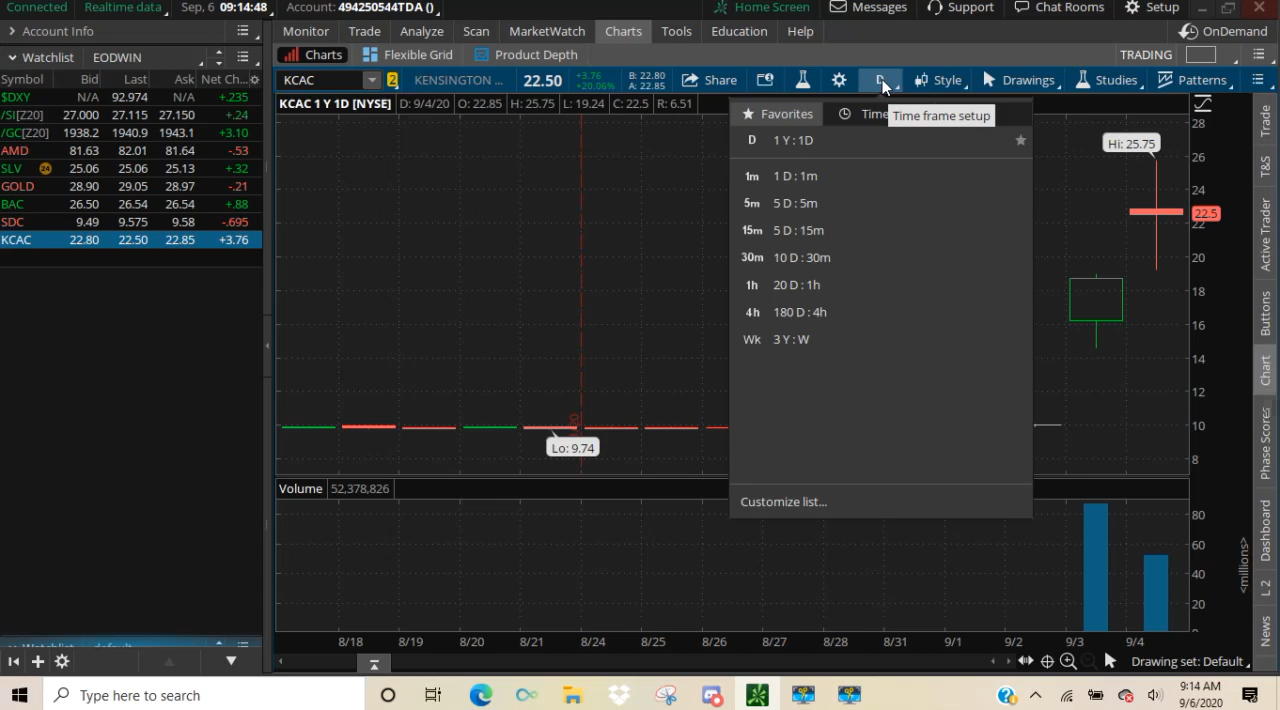 Connected Realtime data Sep, 6 09:14:48 Account: 494250544TDA () Home Screen Messages Support Chat Rooms Setup
Account Info
Monitor Trade Analyze Scan MarketWatch Charts Tools Education Help OnDemand
Watchlist EODWIN
Charts Flexible Grid Product Depth TRADING
Symbol Bid Last Ask Net Ch...
KCAC 2 KENSINGTON ... 22.50 +3.76 +20.06% B: 22.80 A: 22.85 Share D Style Drawings Studies Patterns
$DXY N/A 92.974 N/A +.235
/SI[Z20] 27.000 27.115 27.150 +.24
/GC[Z20] 1938.2 1940.9 1943.1 +3.10
AMD 81.63 82.01 81.64 -.53
SLV 24 25.06 25.06 25.13 +.32
GOLD 28.90 29.05 28.97 -.21
BAC 26.50 26.54 26.54 +.88
SDC 9.49 9.575 9.58 -.695
KCAC 22.80 22.50 22.85 +3.76
KCAC 1 Y 1D [NYSE] D: 9/4/20 O: 22.85 H: 25.75 L: 19.24 C: 22.5 R: 6.51
Favorites Time
Time frame setup
D 1 Y : 1D
1m 1 D : 1m
5m 5 D : 5m
15m 5 D : 15m
30m 10 D : 30m
1h 20 D : 1h
4h 180 D : 4h
Wk 3 Y : W
Customize list...
Hi: 25.75
Lo: 9.74
28
26
24
22.5
22
20
18
16
14
12
10
8
Volume 52,378,826
80
60
40
20
<millions>
8/18 8/19 8/20 8/21 8/24 8/25 8/26 8/27 8/28 8/31 9/1 9/2 9/3 9/4
Drawing set: Default
Trade
T&S
Active Trader
Buttons
Chart
Phase Scores
Dashboard
L 2
News
Watchlist default
Type here to search
9:14 AM
9/6/2020